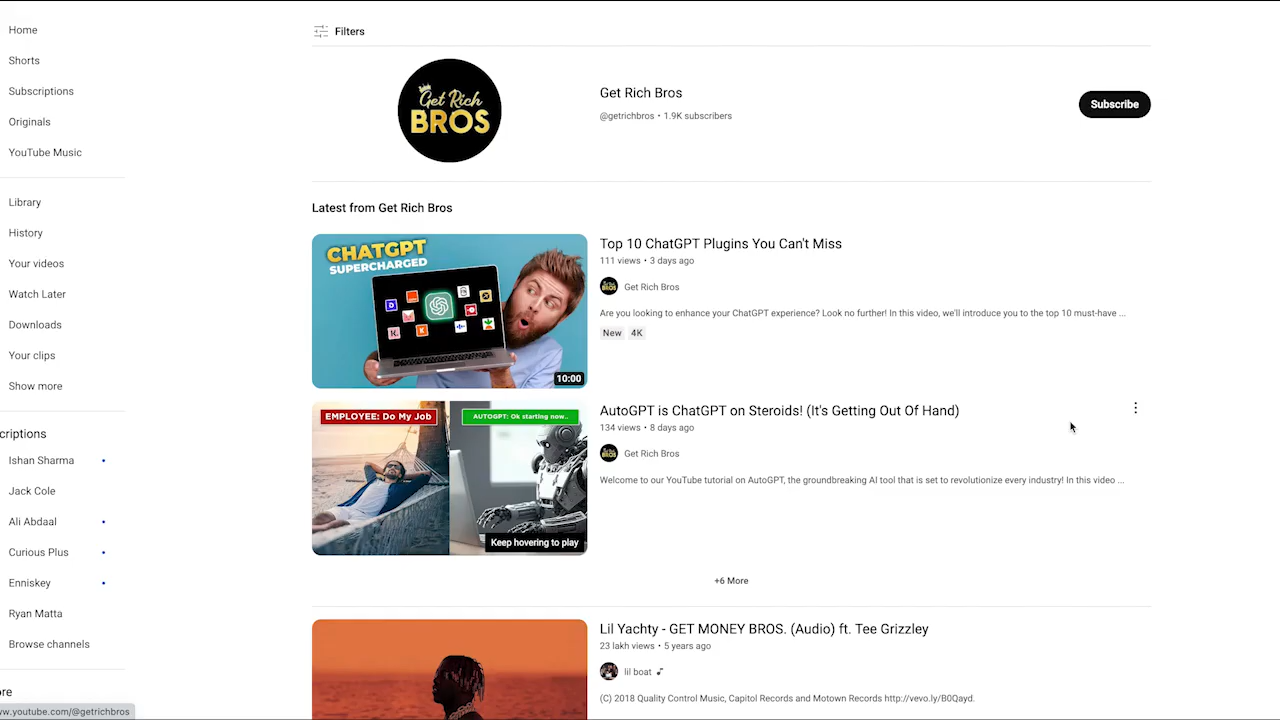 Home
Shorts
Subscriptions
Originals
YouTube Music
Library
History
Your videos
Watch Later
Downloads
Your clips
Show more
criptions
Ishan Sharma
Jack Cole
Ali Abdaal
Curious Plus
Enniskey
Ryan Matta
Browse channels
ore
ww.youtube.com/@getrichbros
Filters
Get Rich
BROS
Get Rich Bros
@getrichbros • 1.9K subscribers
Subscribe
Latest from Get Rich Bros
CHATGPT
SUPERCHARGED
10:00
Top 10 ChatGPT Plugins You Can't Miss
111 views • 3 days ago
Get Rich Bros
Are you looking to enhance your ChatGPT experience? Look no further! In this video, we'll introduce you to the top 10 must-have ...
New 4K
EMPLOYEE: Do My Job
AUTOGPT: Ok starting now..
Keep hovering to play
AutoGPT is ChatGPT on Steroids! (It's Getting Out Of Hand)
134 views • 8 days ago
Get Rich Bros
Welcome to our YouTube tutorial on AutoGPT, the groundbreaking AI tool that is set to revolutionize every industry! In this video ...
+6 More
Lil Yachty - GET MONEY BROS. (Audio) ft. Tee Grizzley
23 lakh views • 5 years ago
lil boat
(C) 2018 Quality Control Music, Capitol Records and Motown Records http://vevo.ly/B0Qayd.